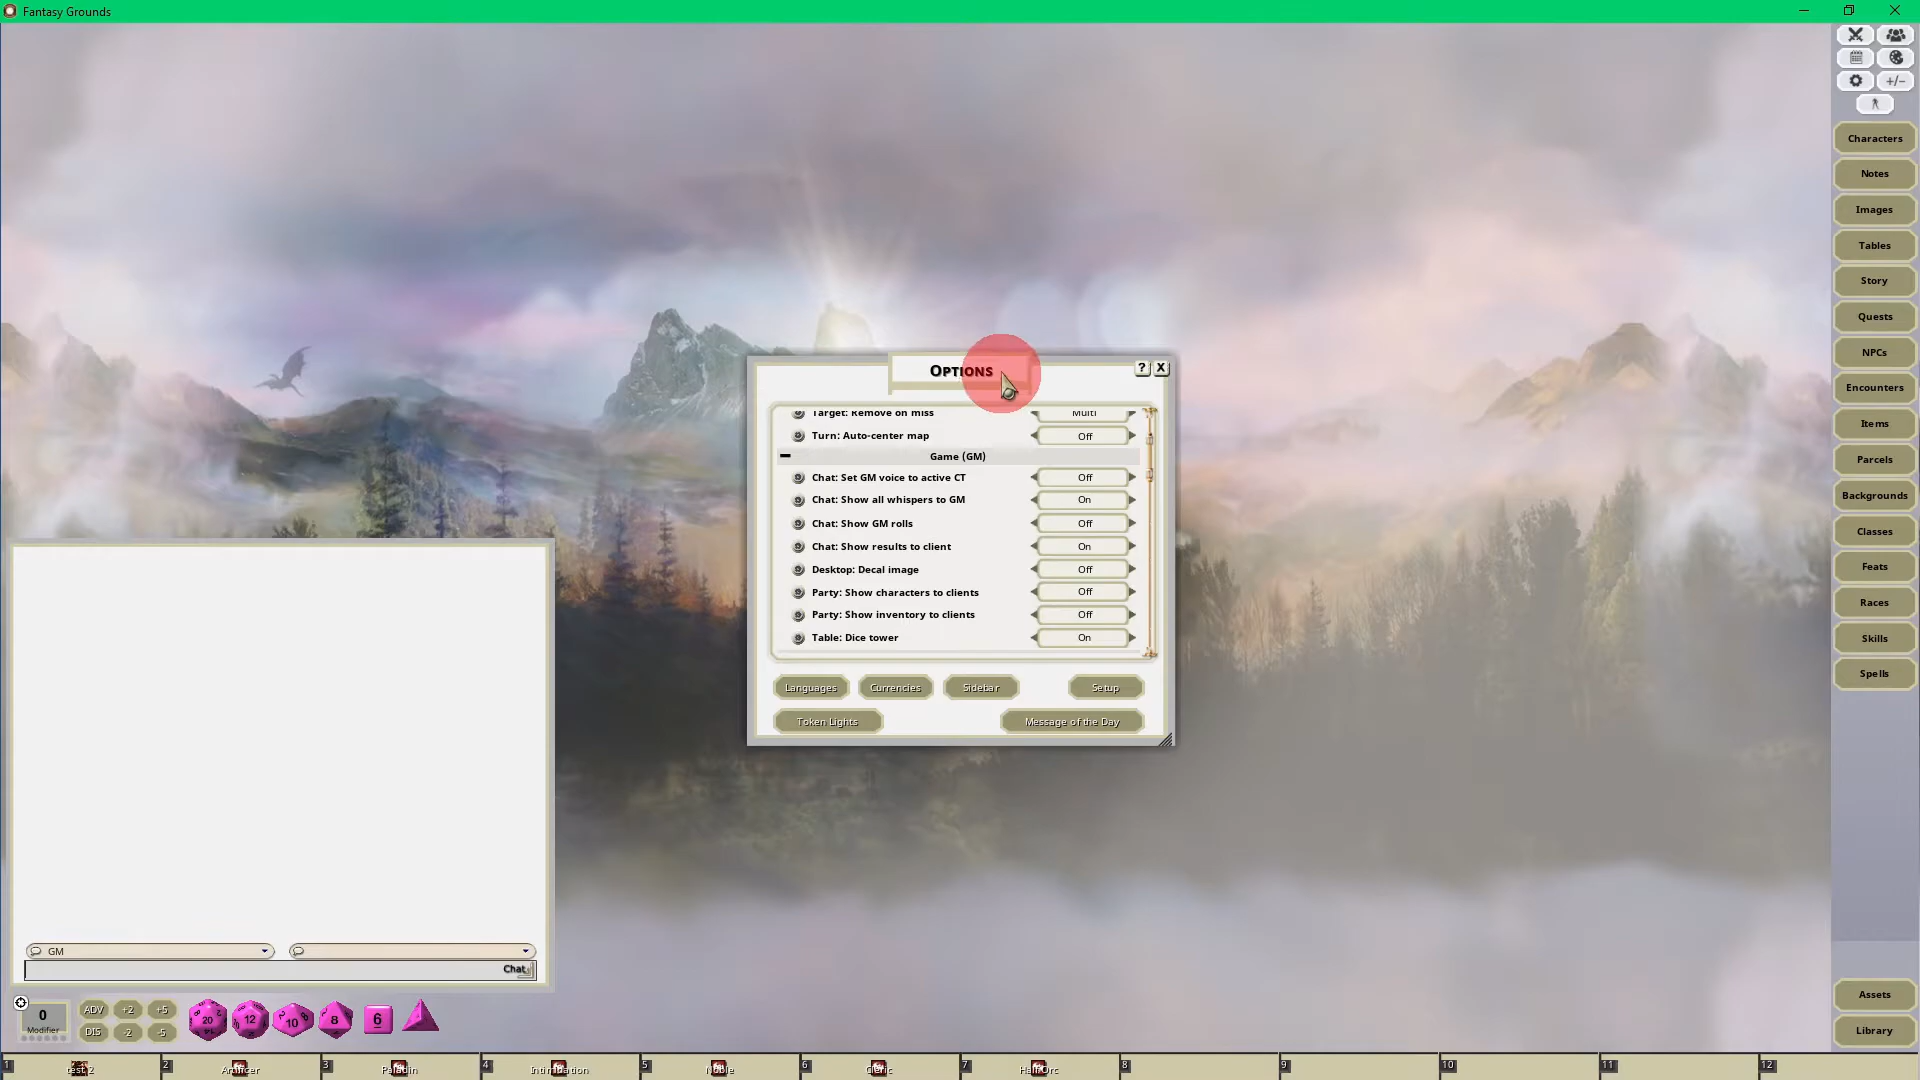 Fantasy Grounds
+/-
Characters
Notes
Images
Tables
Story
Quests
NPCs
Encounters
Items
Parcels
Backgrounds
Classes
Feats
Races
Skills
Spells
Assets
Library
Options
? X
Target: Remove on miss Multi
Turn: Auto-center map Off
Game (GM)
Chat: Set GM voice to active CT Off
Chat: Show all whispers to GM On
Chat: Show GM rolls Off
Chat: Show results to client On
Desktop: Decal image Off
Party: Show characters to clients Off
Party: Show inventory to clients Off
Table: Dice tower On
Languages Currencies Sidebar Setup
Token Lights Message of the Day
GM
Chat
0
Modifier
ADV +2 +5
DIS -2 -5
20 12 10 8 6
1 test 2 2 Artificer 3 Paladin 4 Intimidation 5 Noble 6 Cleric 7 Half-Orc 8 9 10 11 12